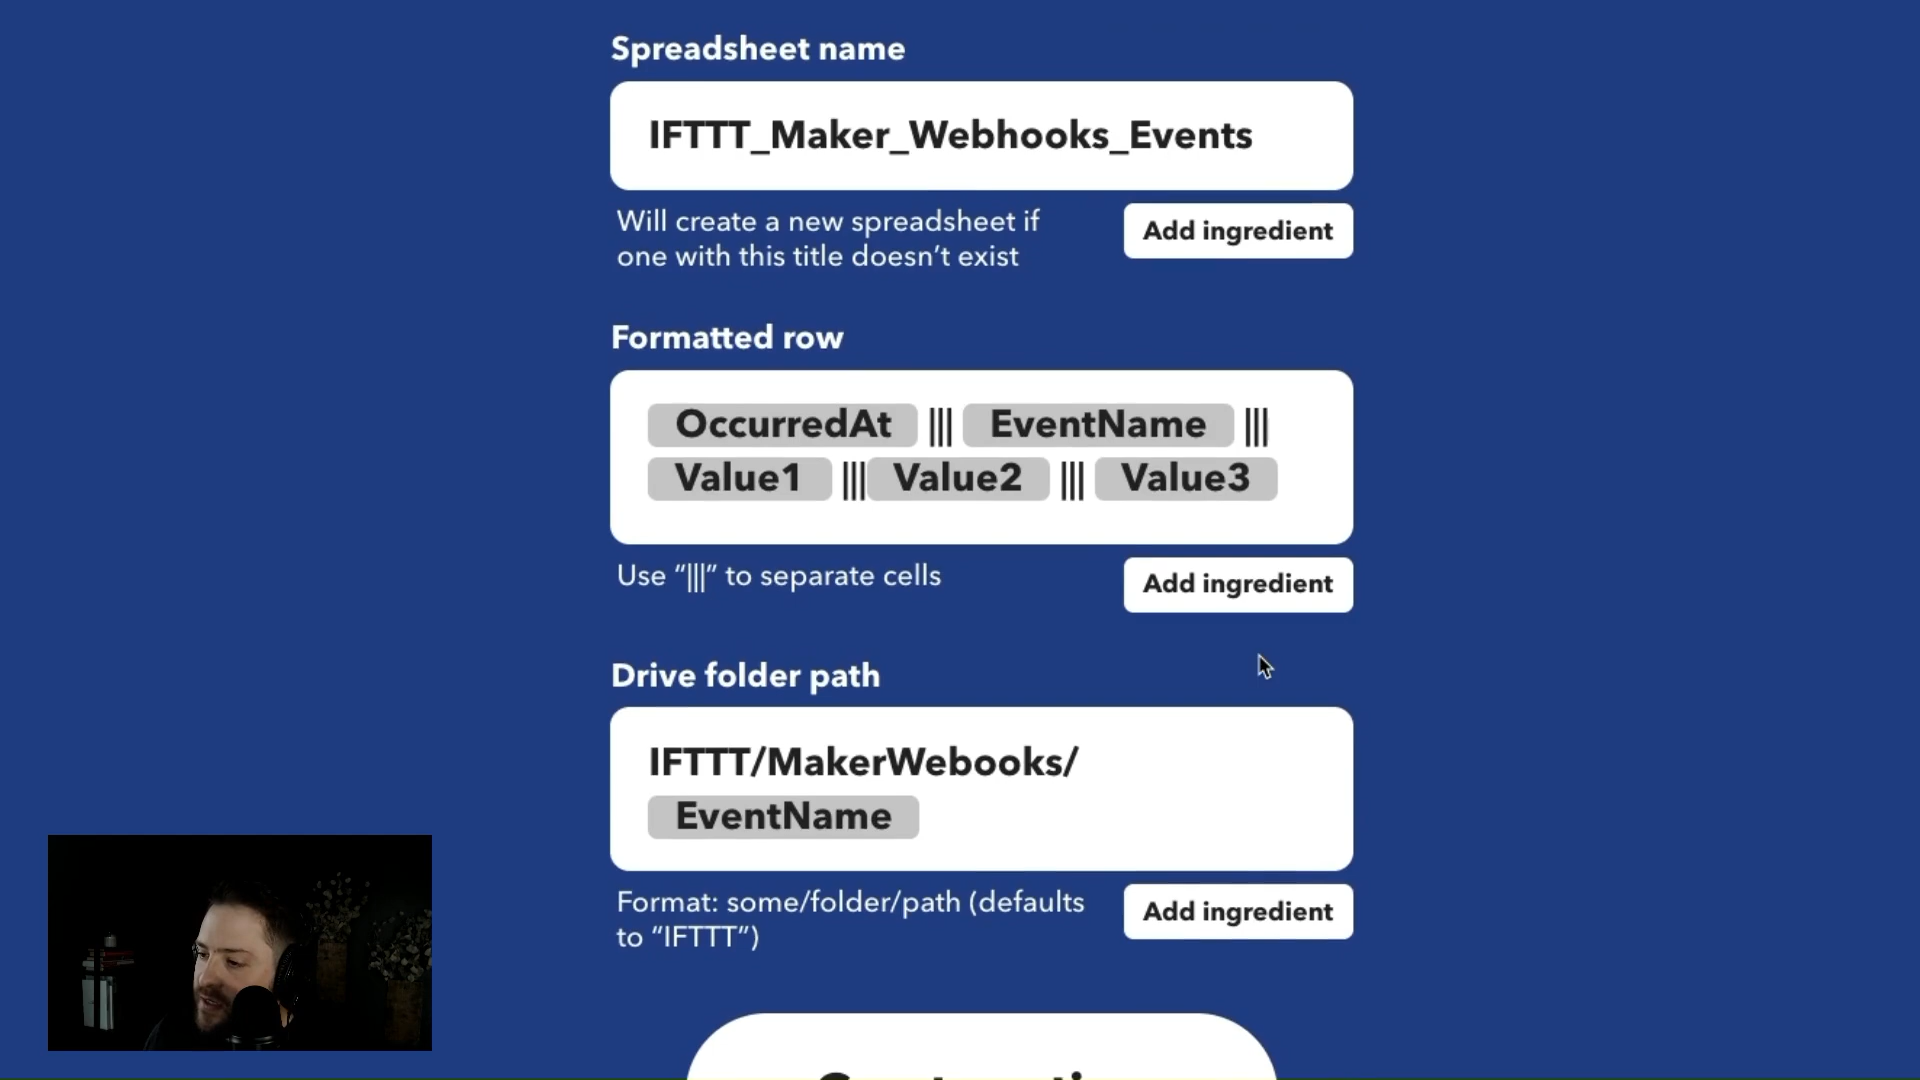 Spreadsheet name
IFTTT_Maker_Webhooks_Events
Will create a new spreadsheet if
one with this title doesn’t exist
Add ingredient
Formatted row
OccurredAt ||| EventName |||
Value1 ||| Value2 ||| Value3
Use “|||” to separate cells
Add ingredient
Drive folder path
IFTTT/MakerWebooks/
EventName
Format: some/folder/path (defaults
to “IFTTT”)
Add ingredient